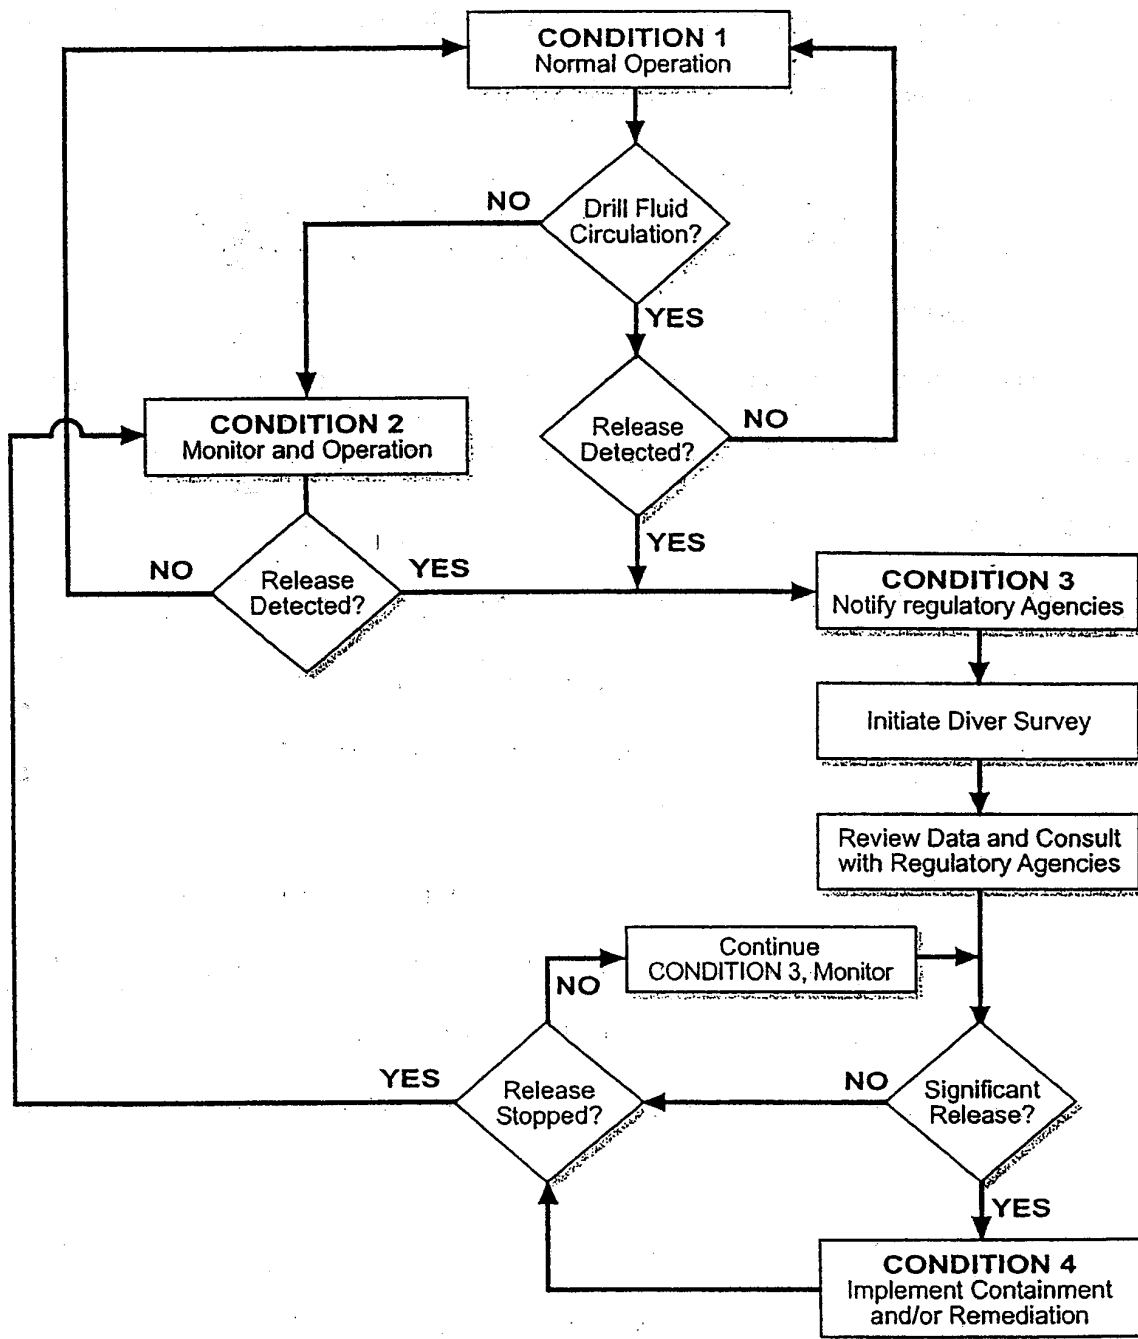 CONDITION 1
Normal Operation
NO
Drill Fluid
Circulation?
YES
CONDITION 2
Monitor and Operation
Release
Detected?
NO
YES
NO
Release
Detected?
YES
CONDITION 3
Notify regulatory Agencies
Initiate Diver Survey
Review Data and Consult
with Regulatory Agencies
Continue
CONDITION 3, Monitor
NO
YES
Release
Stopped?
NO
Significant
Release?
YES
CONDITION 4
Implement Containment
and/or Remediation